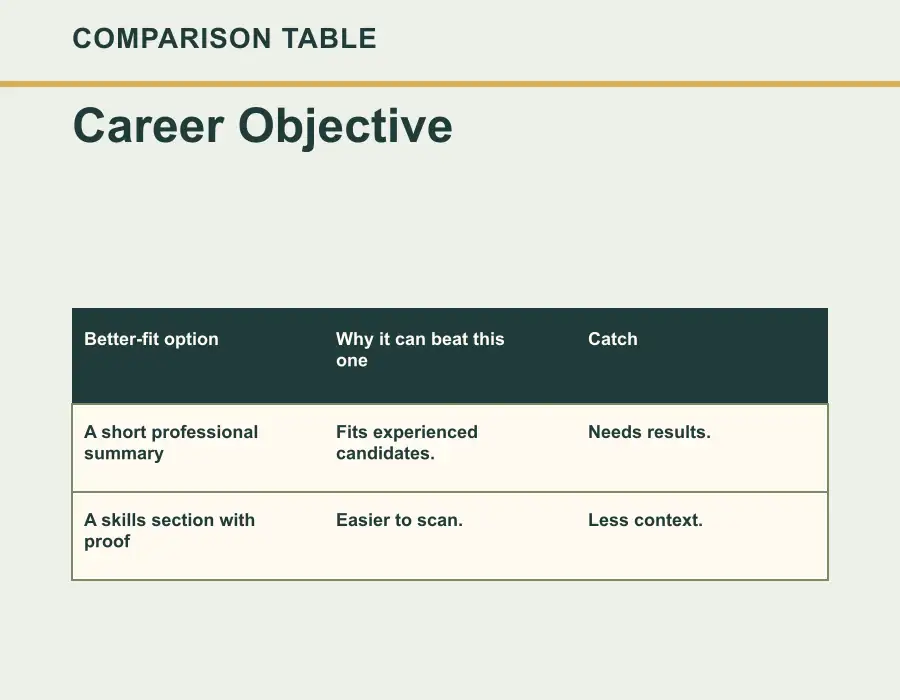 COMPARISON TABLE
Career Objective
Better-fit option
Why it can beat this
one
Catch
A short professional
summary
Fits experienced
candidates.
Needs results.
A skills section with
proof
Easier to scan.
Less context.